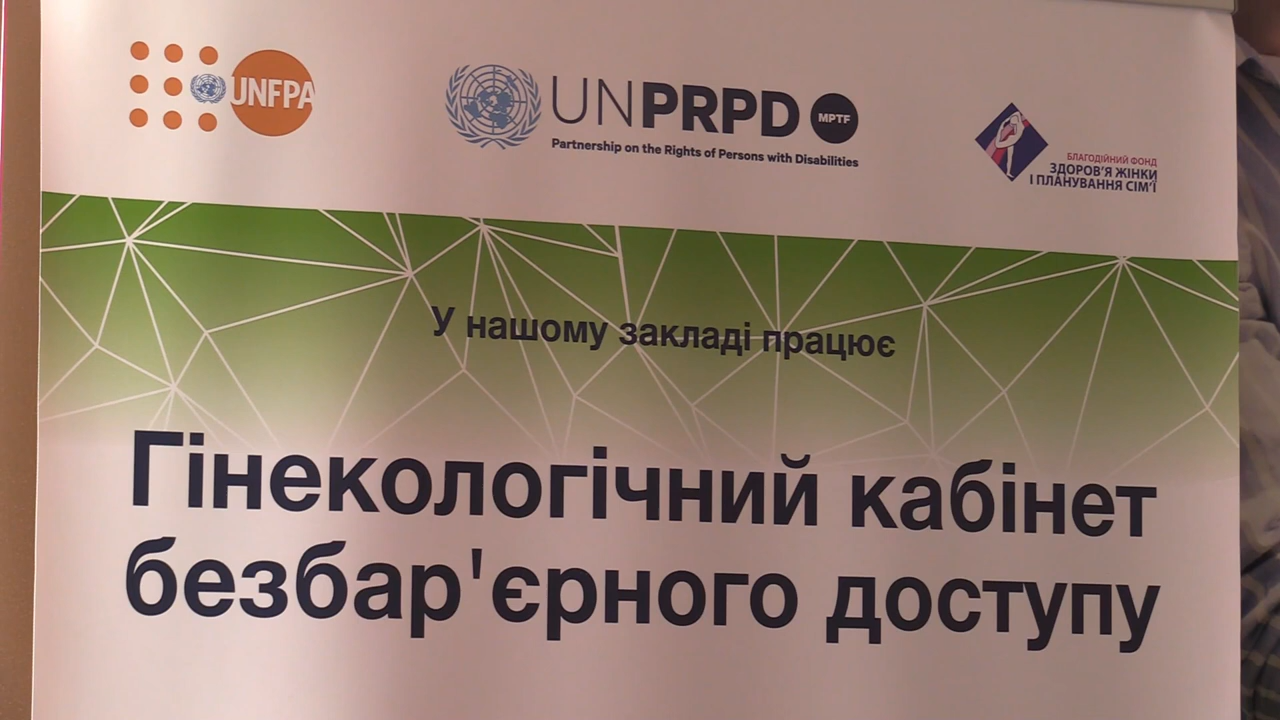 UNFPA
UNPRPD MPTF
Partnership on the Rights of Persons with Disabilities
БЛАГОДІЙНИЙ ФОНД
ЗДОРОВ'Я ЖІНКИ
І ПЛАНУВАННЯ СІМ'Ї
У нашому закладі працює
Гінекологічний кабінет
безбар'єрного доступу